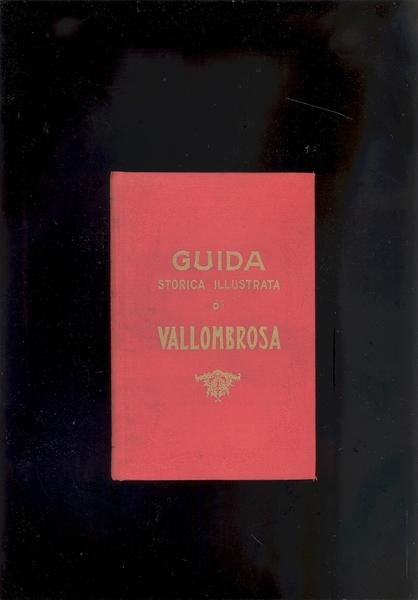 GUIDA
STORICA ILLUSTRATA
DI
VALLOMBROSA